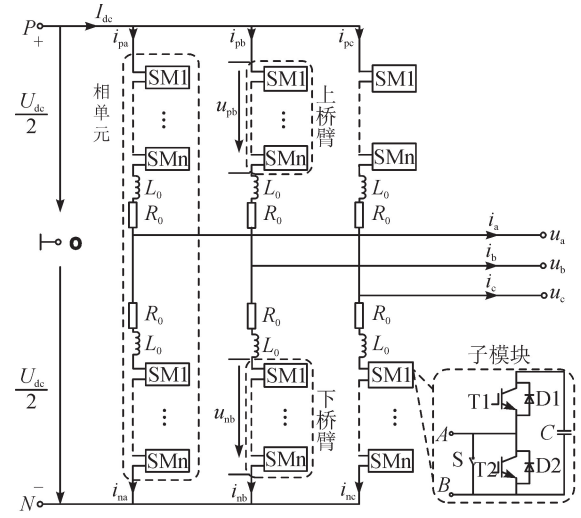 P
+
I_dc
i_pa
i_pb
i_pc
U_dc
2
相单元
SM1
SM1
SM1
u_pb
上桥臂
⋮
⋮
⋮
SMn
SMn
SMn
L_0
L_0
L_0
R_0
R_0
R_0
o
i_a
u_a
i_b
u_b
i_c
u_c
R_0
R_0
R_0
L_0
L_0
L_0
U_dc
2
SM1
SM1
SM1
u_nb
下桥臂
⋮
⋮
⋮
SMn
SMn
SMn
子模块
T1
D1
A
C
S
T2
D2
B
−
N
i_na
i_nb
i_nc